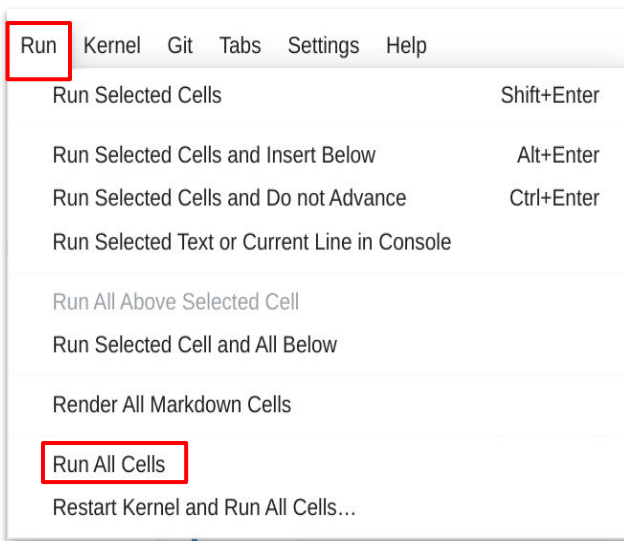 Run Kernel Git Tabs Settings Help
Run Selected Cells Shift+Enter
Run Selected Cells and Insert Below Alt+Enter
Run Selected Cells and Do not Advance Ctrl+Enter
Run Selected Text or Current Line in Console
Run All Above Selected Cell
Run Selected Cell and All Below
Render All Markdown Cells
Run All Cells
Restart Kernel and Run All Cells…